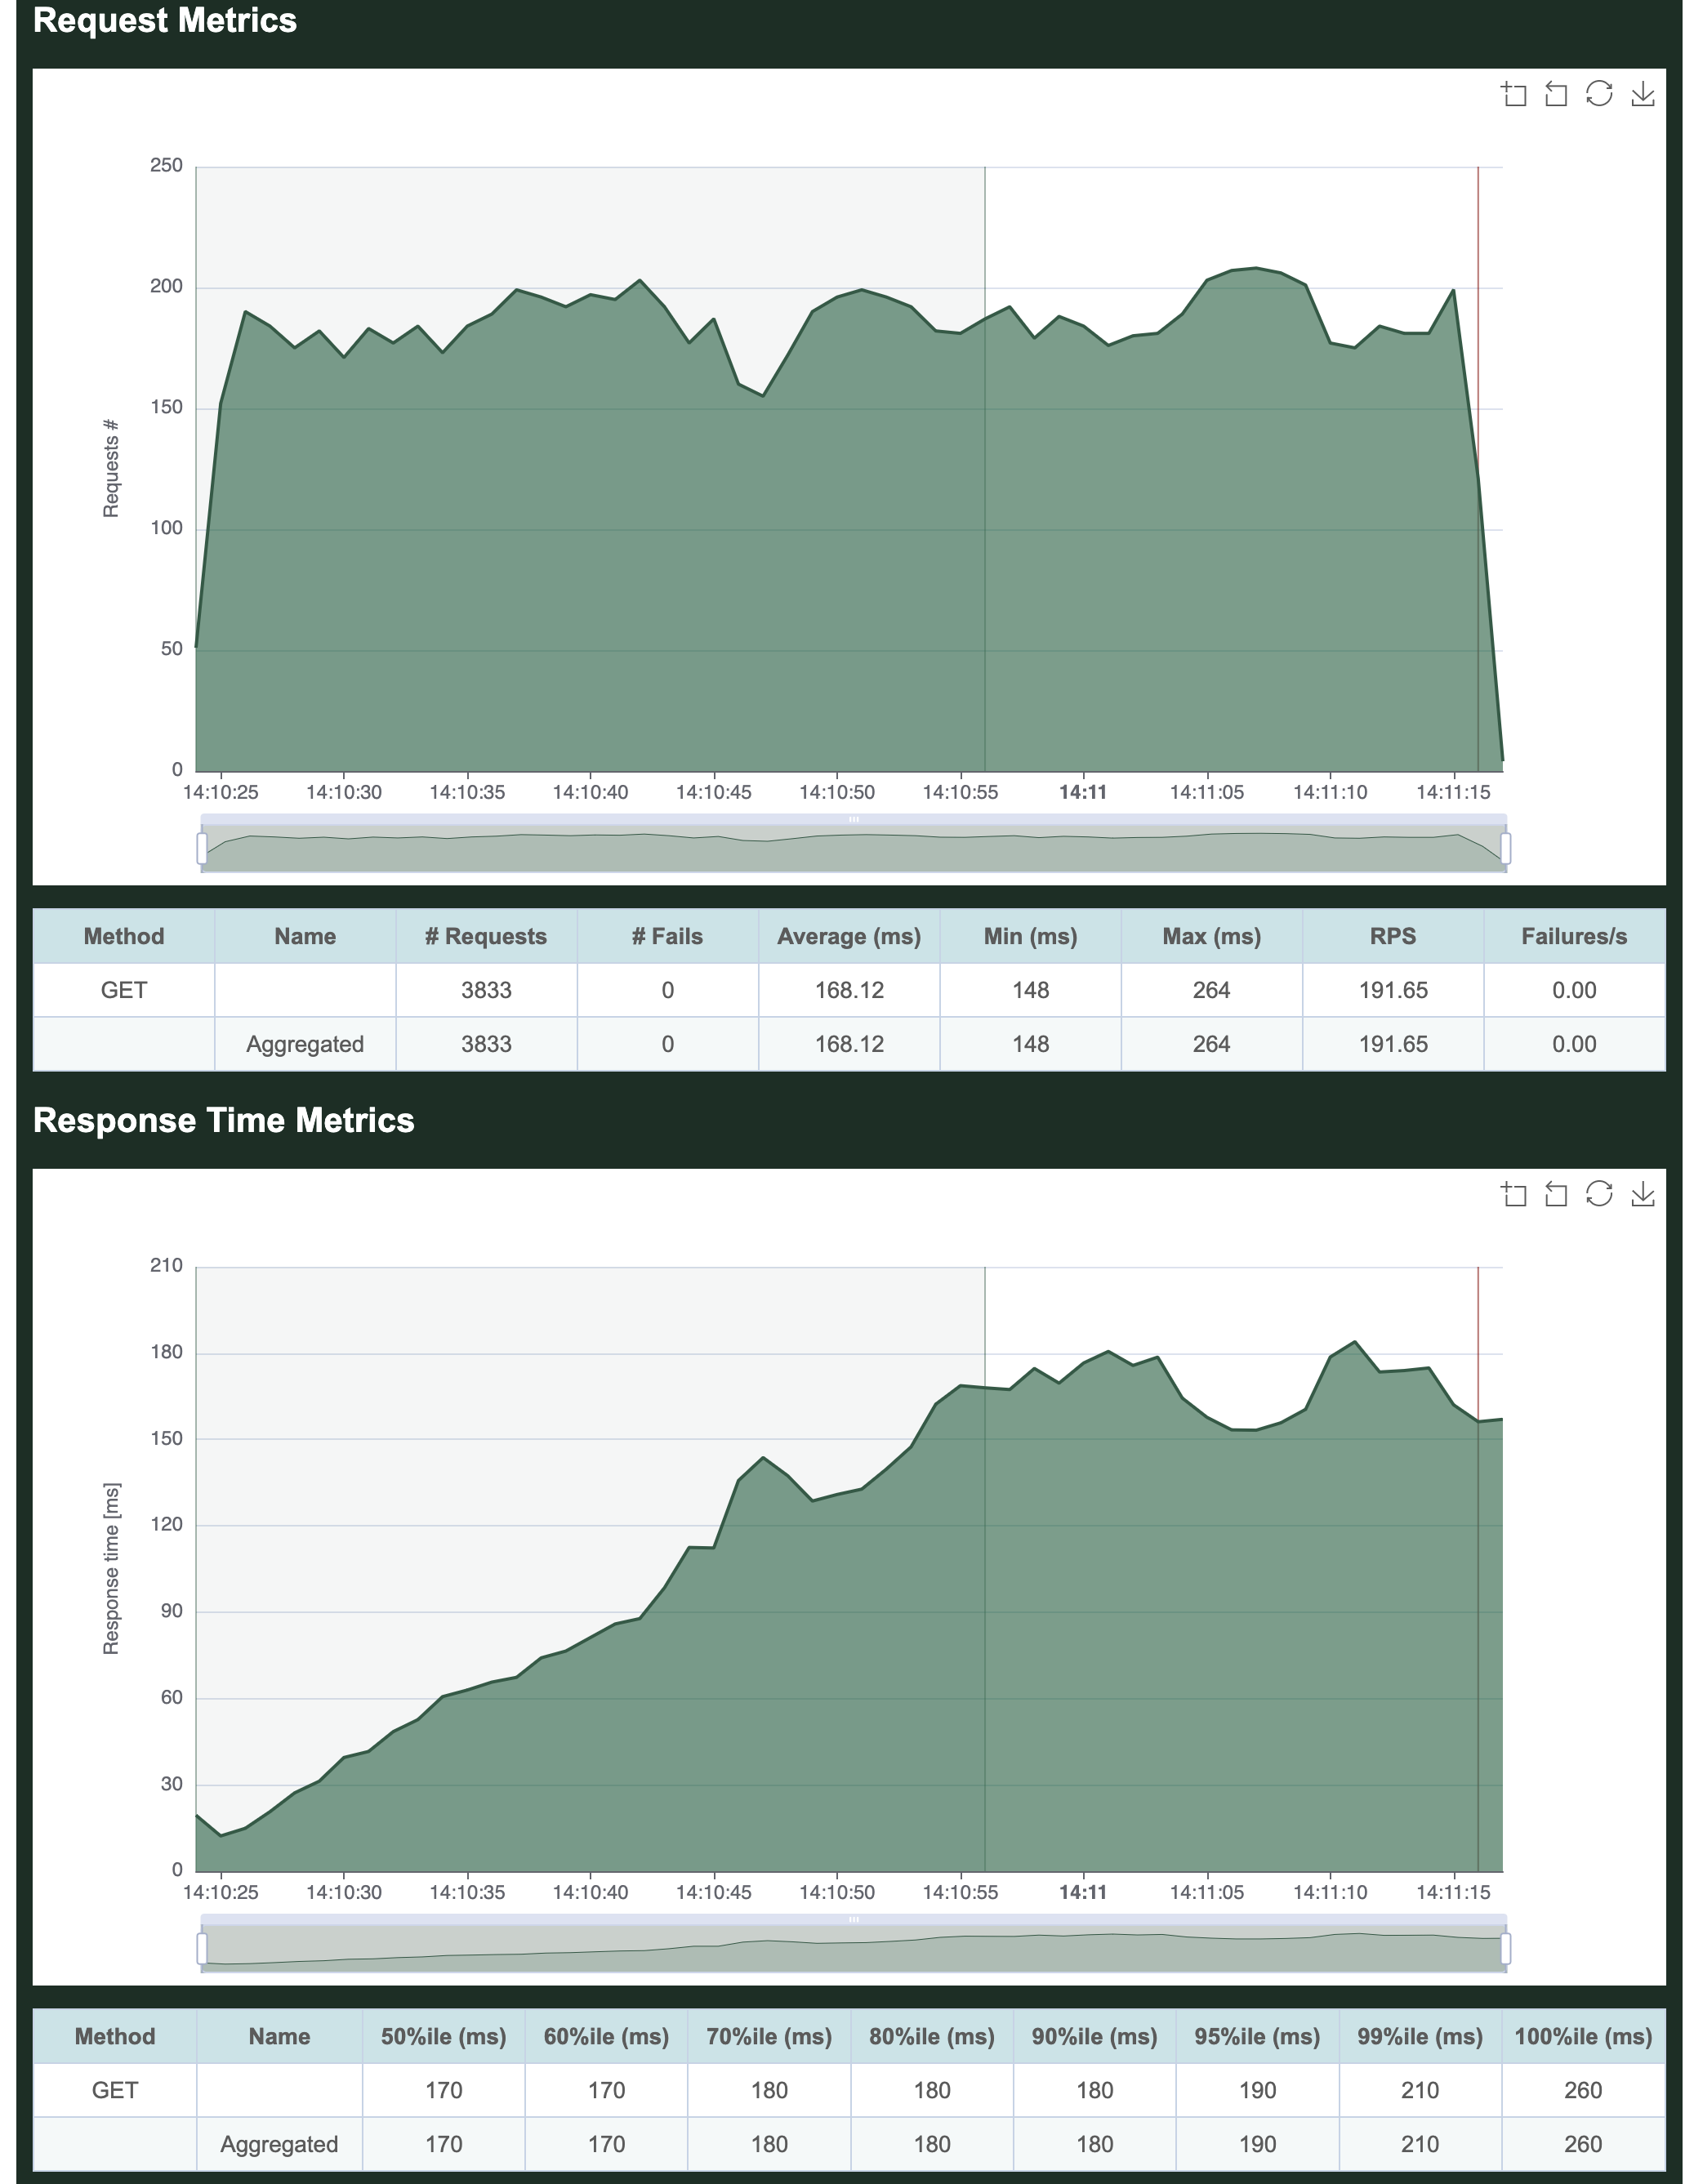 Request Metrics
250
200
150
100
50
0
Requests #
14:10:25 14:10:30 14:10:35 14:10:40 14:10:45 14:10:50 14:10:55 14:11 14:11:05 14:11:10 14:11:15
Method Name # Requests # Fails Average (ms) Min (ms) Max (ms) RPS Failures/s
GET 3833 0 168.12 148 264 191.65 0.00
Aggregated 3833 0 168.12 148 264 191.65 0.00
Response Time Metrics
210
180
150
120
90
60
30
0
Response time [ms]
14:10:25 14:10:30 14:10:35 14:10:40 14:10:45 14:10:50 14:10:55 14:11 14:11:05 14:11:10 14:11:15
Method Name 50%ile (ms) 60%ile (ms) 70%ile (ms) 80%ile (ms) 90%ile (ms) 95%ile (ms) 99%ile (ms) 100%ile (ms)
GET 170 170 180 180 180 190 210 260
Aggregated 170 170 180 180 180 190 210 260